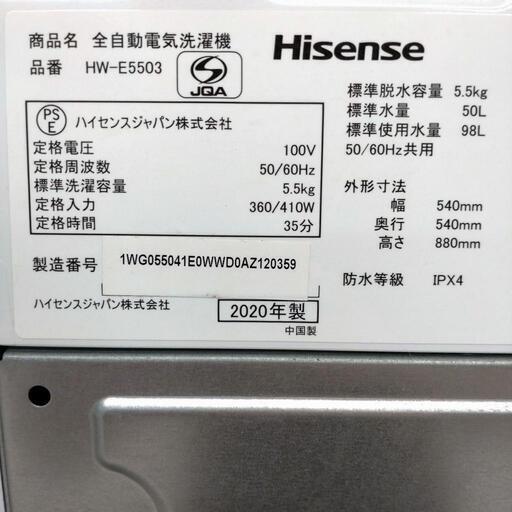 商品名 全自動電気洗濯機
品番 HW-E5503
JQA
Hisense
PS
E
ハイセンスジャパン株式会社
定格電圧 100V
定格周波数 50/60Hz
標準洗濯容量 5.5kg
定格入力 360/410W
定格時間 35分
標準脱水容量 5.5kg
標準水量 50L
標準使用水量 98L
50/60Hz共用
外形寸法
幅 540mm
奥行 540mm
高さ 880mm
製造番号 1WG055041E0WWD0AZ120359
防水等級 IPX4
ハイセンスジャパン株式会社 2020年製
中国製